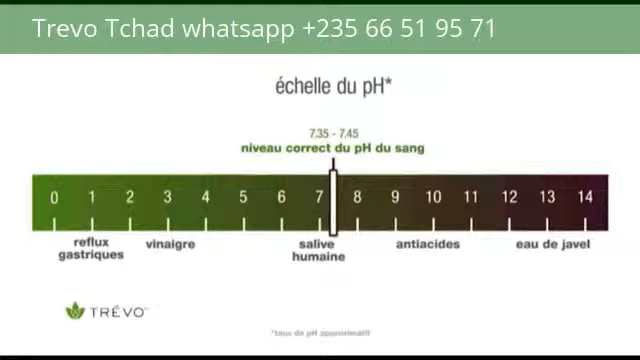 Trevo Tchad whatsapp +235 66 51 95 71
échelle du pH*
7.35 - 7.45
niveau correct du pH du sang
0 1 2 3 4 5 6 7 8 9 10 11 12 13 14
reflux gastriques
vinaigre
salive humaine
antiacides
eau de javel
TRĒVO™
*taux de pH approximatif